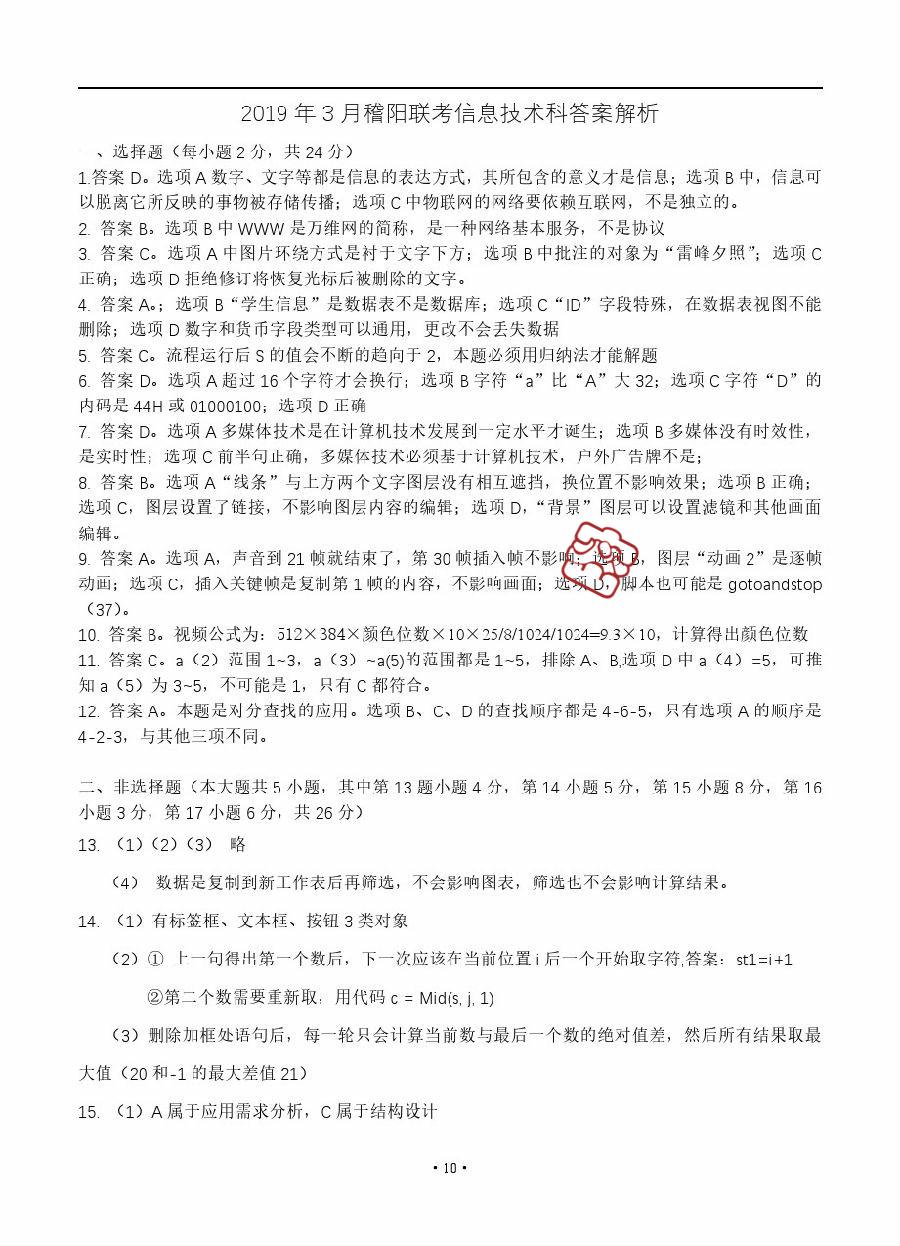 2019 年 3 月稽阳联考信息技术科答案解析
、选择题（每小题 2 分，共 24 分）
1.答案 D。选项 A 数字、文字等都是信息的表达方式，其所包含的意义才是信息；选项 B 中，信息可
以脱离它所反映的事物被存储传播；选项 C 中物联网的网络要依赖互联网，不是独立的。
2. 答案 B。选项 B 中 WWW 是万维网的简称，是一种网络基本服务，不是协议
3. 答案 C。选项 A 中图片环绕方式是衬于文字下方；选项 B 中批注的对象为“雷峰夕照”；选项 C
正确；选项 D 拒绝修订将恢复光标后被删除的文字。
4. 答案 A。；选项 B“学生信息”是数据表不是数据库；选项 C“ID”字段特殊，在数据表视图不能
删除；选项 D 数字和货币字段类型可以通用，更改不会丢失数据
5. 答案 C。流程运行后 S 的值会不断的趋向于 2，本题必须用归纳法才能解题
6. 答案 D。选项 A 超过 16 个字符才会换行；选项 B 字符“a”比“A”大 32；选项 C 字符“D”的
内码是 44H 或 01000100；选项 D 正确
7. 答案 D。选项 A 多媒体技术是在计算机技术发展到一定水平才诞生；选项 B 多媒体没有时效性，
是实时性；选项 C 前半句正确，多媒体技术必须基于计算机技术，户外广告牌不是；
8. 答案 B。选项 A“线条”与上方两个文字图层没有相互遮挡，换位置不影响效果；选项 B 正确；
选项 C，图层设置了链接，不影响图层内容的编辑；选项 D，“背景”图层可以设置滤镜和其他画面
编辑。
9. 答案 A。选项 A，声音到 21 帧就结束了，第 30 帧插入帧不影响；选项 B，图层“动画 2”是逐帧
动画；选项 C，插入关键帧是复制第 1 帧的内容，不影响画面；选项 D，脚本也可能是 gotoandstop
（37）。
10. 答案 B。视频公式为：512×384×颜色位数×10×25/8/1024/1024=9.3×10，计算得出颜色位数
11. 答案 C。a（2）范围 1~3，a（3）~a(5)的范围都是 1~5，排除 A、B,选项 D 中 a（4）=5，可推
知 a（5）为 3~5，不可能是 1，只有 C 都符合。
12. 答案 A。本题是对分查找的应用。选项 B、C、D 的查找顺序都是 4-6-5，只有选项 A 的顺序是
4-2-3，与其他三项不同。
二、非选择题（本大题共 5 小题，其中第 13 题小题 4 分，第 14 小题 5 分，第 15 小题 8 分，第 16
小题 3 分，第 17 小题 6 分，共 26 分）
13. （1）（2）（3） 略
（4） 数据是复制到新工作表后再筛选，不会影响图表，筛选也不会影响计算结果。
14. （1）有标签框、文本框、按钮 3 类对象
（2）① 上一句得出第一个数后，下一次应该在当前位置 i 后一个开始取字符,答案：st1=i+1
②第二个数需要重新取，用代码 c = Mid(s, j, 1)
（3）删除加框处语句后，每一轮只会计算当前数与最后一个数的绝对值差，然后所有结果取最
大值（20 和-1 的最大差值 21）
15. （1）A 属于应用需求分析，C 属于结构设计
· 10 ·